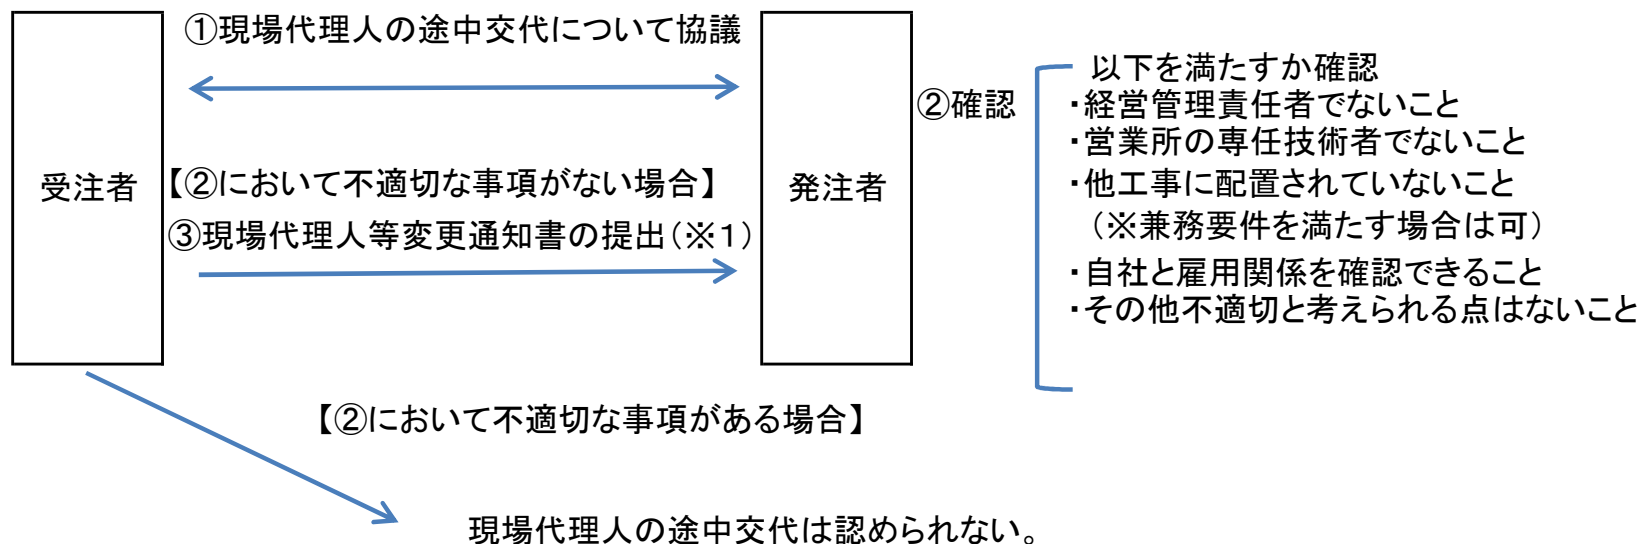 ①現場代理人の途中交代について協議
受注者
発注者
②確認
以下を満たすか確認
・経営管理責任者でないこと
・営業所の専任技術者でないこと
・他工事に配置されていないこと
(※兼務要件を満たす場合は可)
・自社と雇用関係を確認できること
・その他不適切と考えられる点はないこと
【②において不適切な事項がない場合】
③現場代理人等変更通知書の提出(※1)
【②において不適切な事項がある場合】
現場代理人の途中交代は認められない。